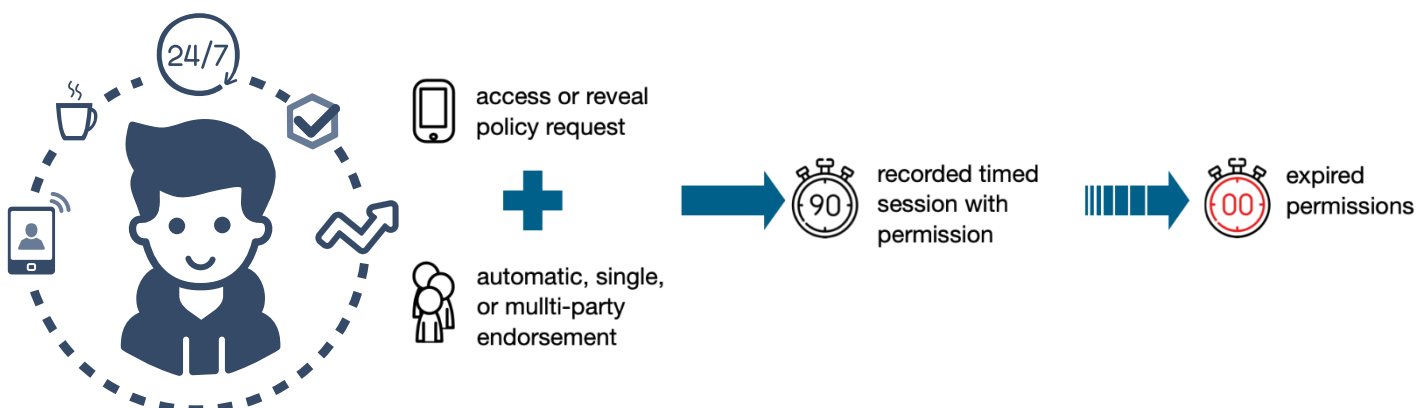 24/7
access or reveal
policy request
automatic, single,
or mullti-party
endorsement
90
recorded timed
session with
permission
00
expired
permissions